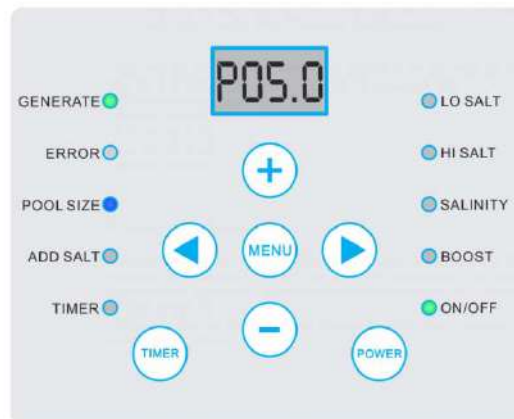 P05.0
GENERATE
LO SALT
ERROR
HI SALT
POOL SIZE
SALINITY
ADD SALT
MENU
BOOST
TIMER
ON/OFF
TIMER
POWER